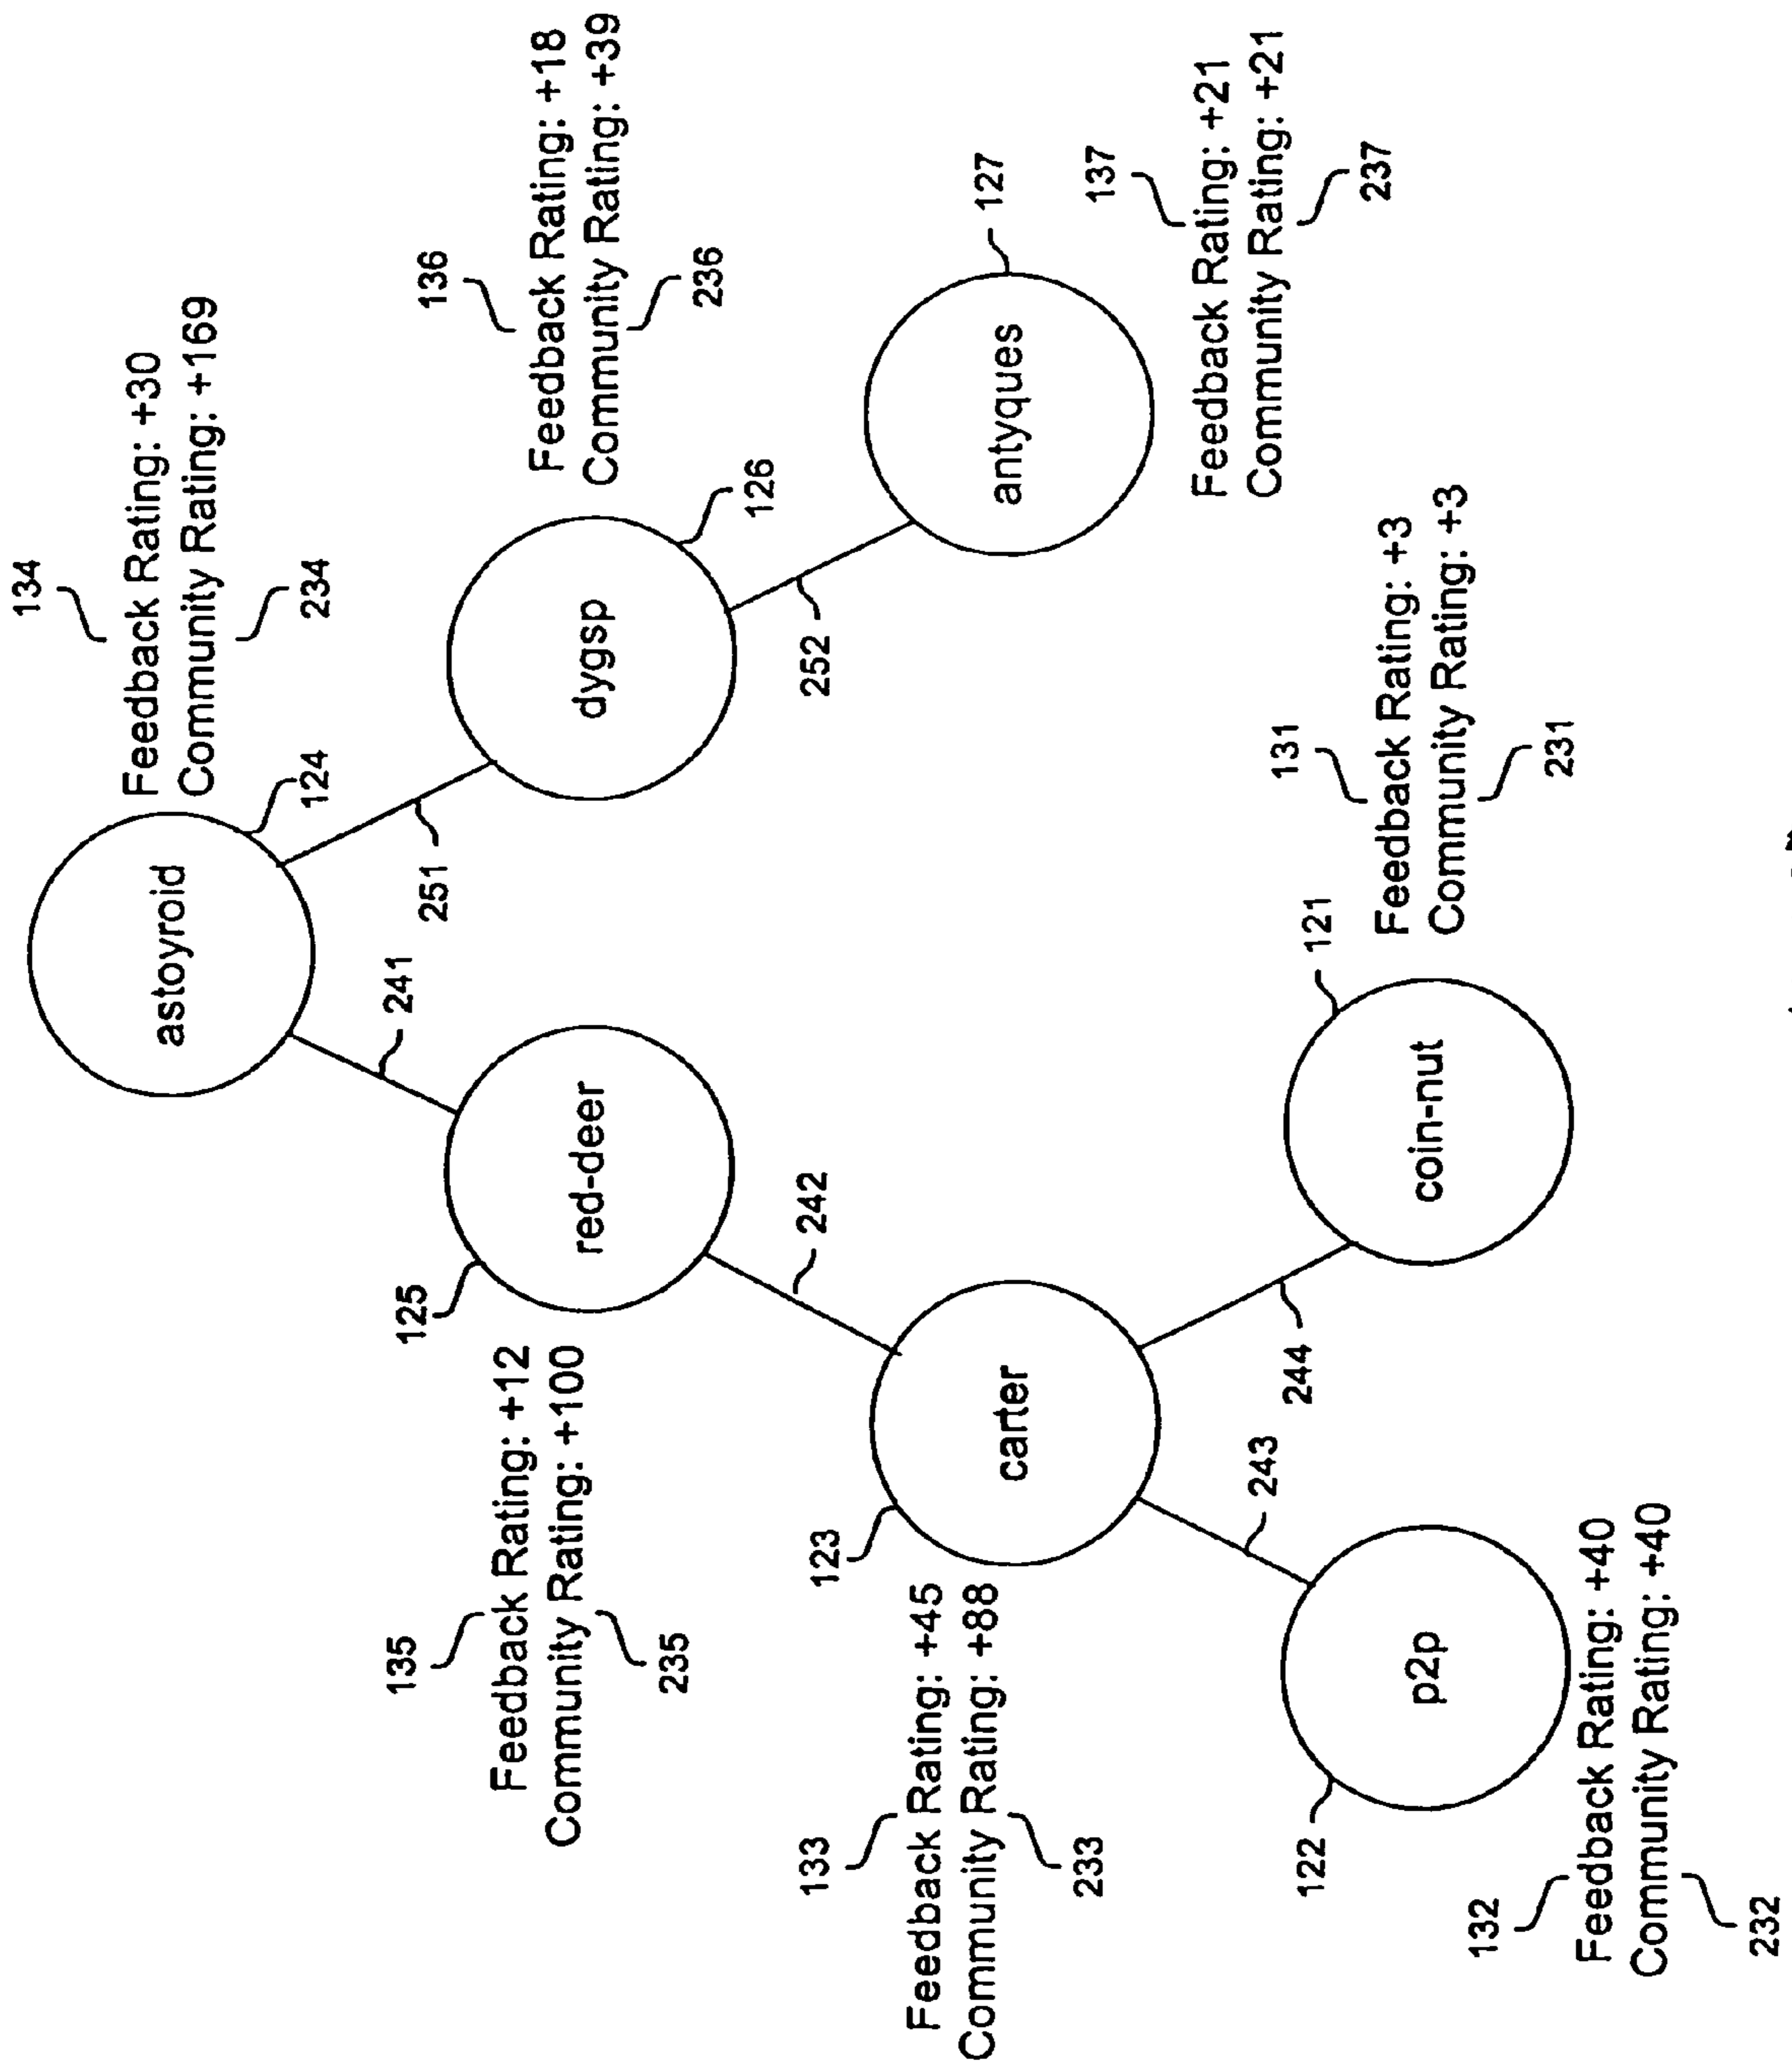 134
Feedback Rating: +30
Community Rating: +169
234
astoyroid
124
241
251
136
Feedback Rating: +18
Community Rating: +39
236
125
135
Feedback Rating: +12
Community Rating: +100
235
red-deer
dygsp
126
242
252
123
133
Feedback Rating: +45
Community Rating: +88
233
carter
antyques
127
137
Feedback Rating: +21
Community Rating: +21
237
243
244
121
131
Feedback Rating: +3
Community Rating: +3
231
122
p2p
coin-nut
132
Feedback Rating: +40
Community Rating: +40
232